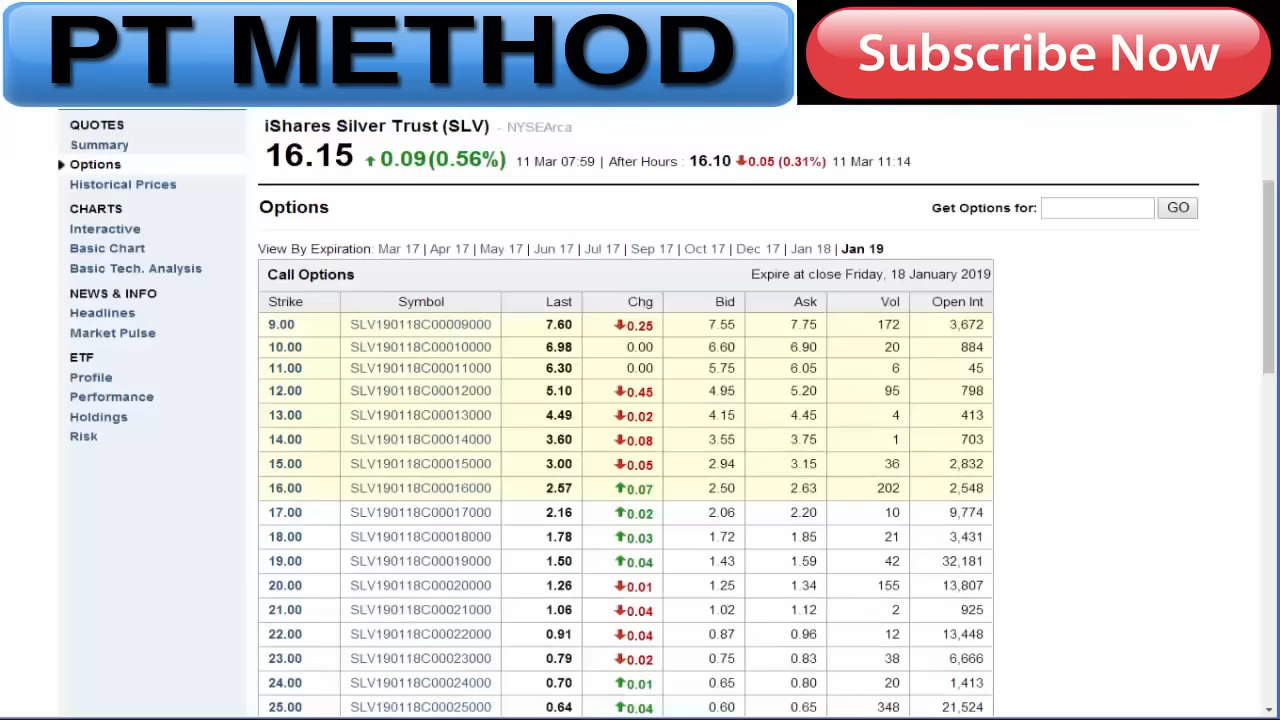 PT METHOD
Subscribe Now
QUOTES
Summary
Options
Historical Prices
CHARTS
Interactive
Basic Chart
Basic Tech. Analysis
NEWS & INFO
Headlines
Market Pulse
ETF
Profile
Performance
Holdings
Risk
iShares Silver Trust (SLV) - NYSEArca
16.15 0.09(0.56%) 11 Mar 07:59 | After Hours : 16.10 0.05 (0.31%) 11 Mar 11:14
Options Get Options for: GO
View By Expiration: Mar 17 | Apr 17 | May 17 | Jun 17 | Jul 17 | Sep 17 | Oct 17 | Dec 17 | Jan 18 | Jan 19
Call Options Expire at close Friday, 18 January 2019
Strike Symbol Last Chg Bid Ask Vol Open Int
9.00 SLV190118C00009000 7.60 0.25 7.55 7.75 172 3,672
10.00 SLV190118C00010000 6.98 0.00 6.60 6.90 20 884
11.00 SLV190118C00011000 6.30 0.00 5.75 6.05 6 45
12.00 SLV190118C00012000 5.10 0.45 4.95 5.20 95 798
13.00 SLV190118C00013000 4.49 0.02 4.15 4.45 4 413
14.00 SLV190118C00014000 3.60 0.08 3.55 3.75 1 703
15.00 SLV190118C00015000 3.00 0.05 2.94 3.15 36 2,832
16.00 SLV190118C00016000 2.57 0.07 2.50 2.63 202 2,548
17.00 SLV190118C00017000 2.16 0.02 2.06 2.20 10 9,774
18.00 SLV190118C00018000 1.78 0.03 1.72 1.85 21 3,431
19.00 SLV190118C00019000 1.50 0.04 1.43 1.59 42 32,181
20.00 SLV190118C00020000 1.26 0.01 1.25 1.34 155 13,807
21.00 SLV190118C00021000 1.06 0.04 1.02 1.12 2 925
22.00 SLV190118C00022000 0.91 0.04 0.87 0.96 12 13,448
23.00 SLV190118C00023000 0.79 0.02 0.75 0.83 38 6,666
24.00 SLV190118C00024000 0.70 0.01 0.65 0.80 20 1,413
25.00 SLV190118C00025000 0.64 0.04 0.60 0.65 348 21,524